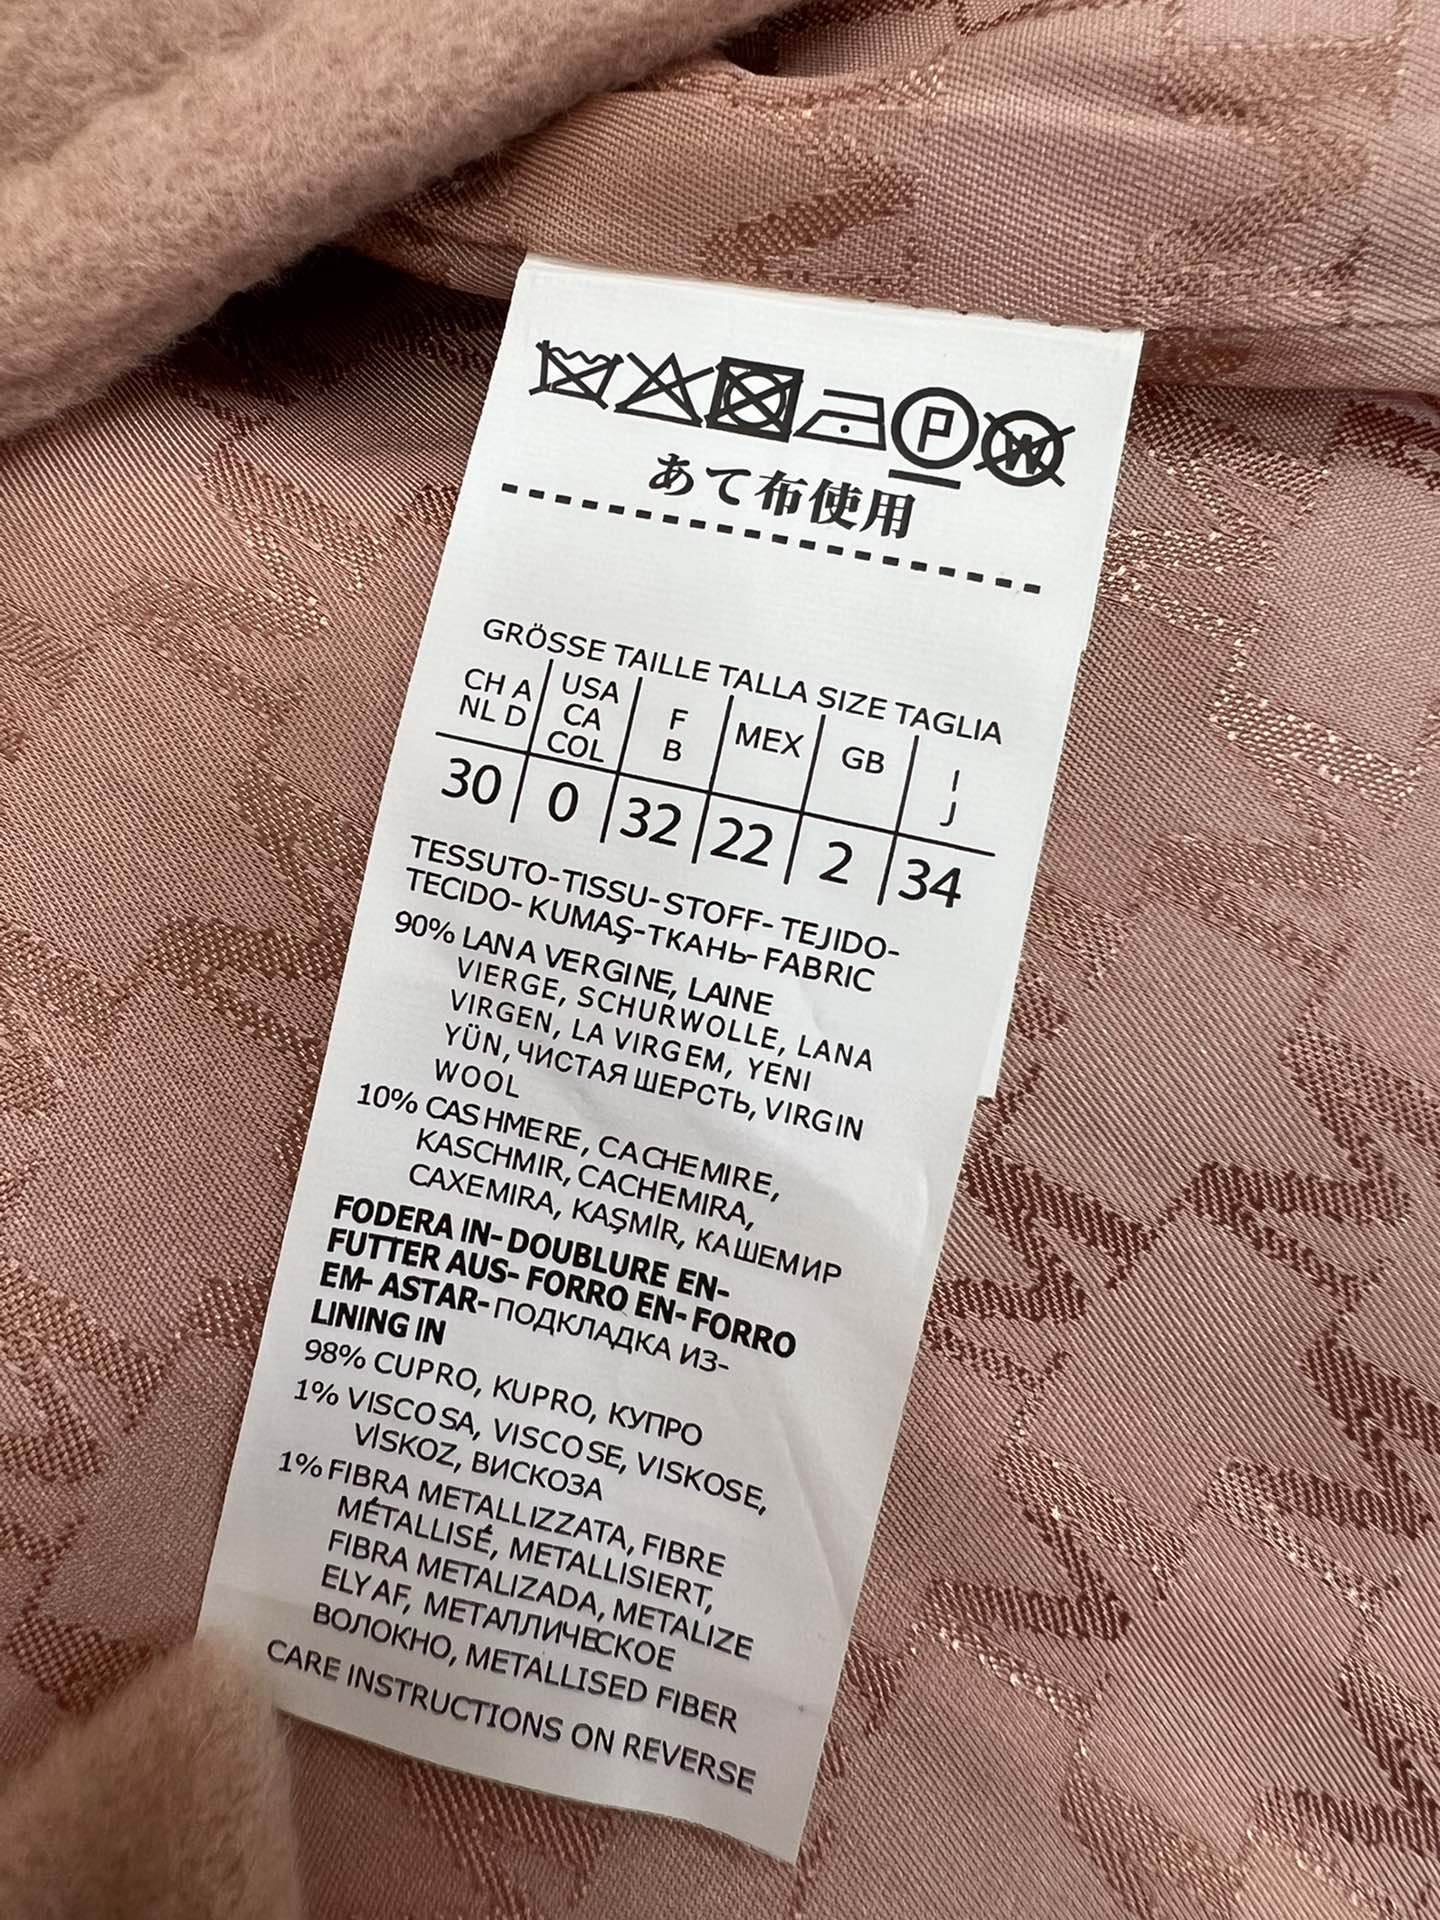 P W
あて布使用
GRÖSSE TAILLE TALLA SIZE TAGLIA
CH A NL D | USA CA COL | F B | MEX | GB | I J
30 | 0 | 32 | 22 | 2 | 34
TESSUTO-TISSU-STOFF-TEJIDO-
TECIDO-KUMAŞ-ТКАНЬ-FABRIC
90% LANA VERGINE, LAINE
VIERGE, SCHURWOLLE, LANA
VIRGEN, LA VIRGEM, YENI
YÜN, ЧИСТАЯ ШЕРСТЬ, VIRGIN
WOOL
10% CASHMERE, CACHEMIRE,
KASCHMIR, CACHEMIRA,
CAXEMIRA, KAŞMİR, КАШЕМИР
FODERA IN-DOUBLURE EN-
FUTTER AUS-FORRO EN-FORRO
EM-ASTAR-ПОДКЛАДКА ИЗ-
LINING IN
98% CUPRO, KUPRO, КУПРО
1% VISCOSA, VISCOSE, VISKOSE,
VİSKOZ, ВИСКОЗА
1% FIBRA METALLIZZATA, FIBRE
MÉTALLISÉ, METALLISIERT,
FIBRA METALIZADA, METALIZE
ELYAF, МЕТАЛЛИЧЕСКОЕ
ВОЛОКНО, METALLISED FIBER
CARE INSTRUCTIONS ON REVERSE